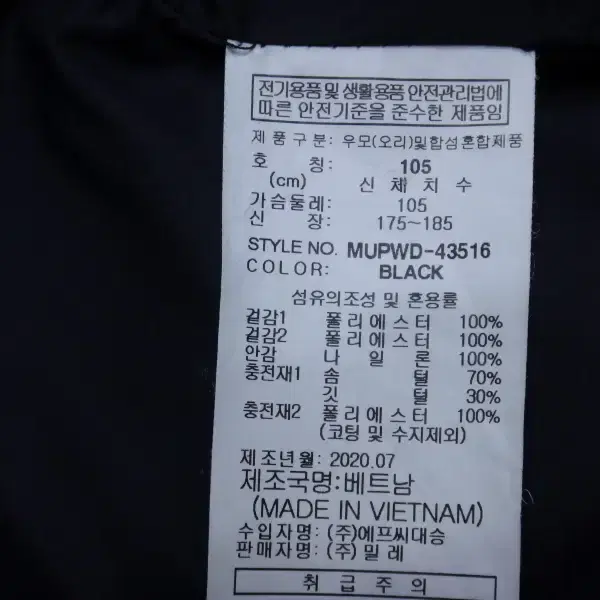 전기용품및생활용품 안전관리법에
따른 안전기준을 준수한 제품임
제 품 구 분: 우모(오리)및합성혼합제품
호 칭: 105
(cm) 신 체 치 수
가슴둘레: 105
신 장: 175~185
STYLE NO. MUPWD-43516
COLOR: BLACK
섬유의조성 및 혼용률
겉감1 폴리에스터 100%
겉감2 폴리에스터 100%
안감 나 일 론 100%
충전재1 솜 털 70%
깃 털 30%
충전재2 폴리에스터 100%
(코팅 및 수지제외)
제조년월: 2020.07
제조국명:베트남
(MADE IN VIETNAM)
수입자명: (주)에프씨대승
판매자명: (주) 밀 레
취 급 주 의